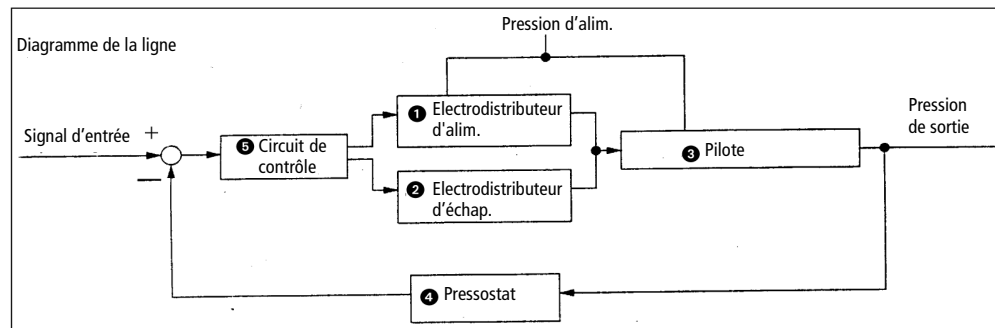 Pression d'alim.
Diagramme de la ligne
❶ Electrodistributeur
d'alim.
Pression
de sortie
Signal d'entrée
+
❺ Circuit de
contrôle
❸ Pilote
—
❷ Electrodistributeur
d'échap.
❹ Pressostat